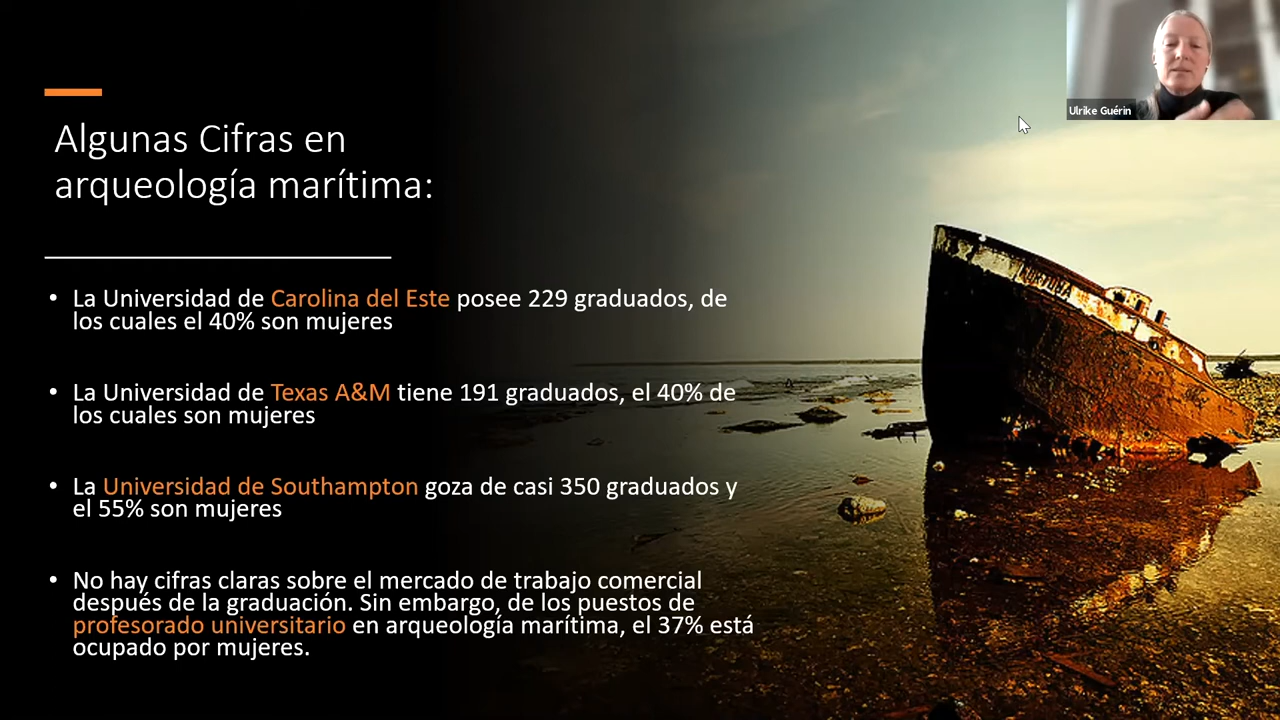 Ulrike Guérin
Algunas Cifras en
arqueología marítima:
• La Universidad de Carolina del Este posee 229 graduados, de
los cuales el 40% son mujeres
• La Universidad de Texas A&M tiene 191 graduados, el 40% de
los cuales son mujeres
• La Universidad de Southampton goza de casi 350 graduados y
el 55% son mujeres
• No hay cifras claras sobre el mercado de trabajo comercial
después de la graduación. Sin embargo, de los puestos de
profesorado universitario en arqueología marítima, el 37% está
ocupado por mujeres.